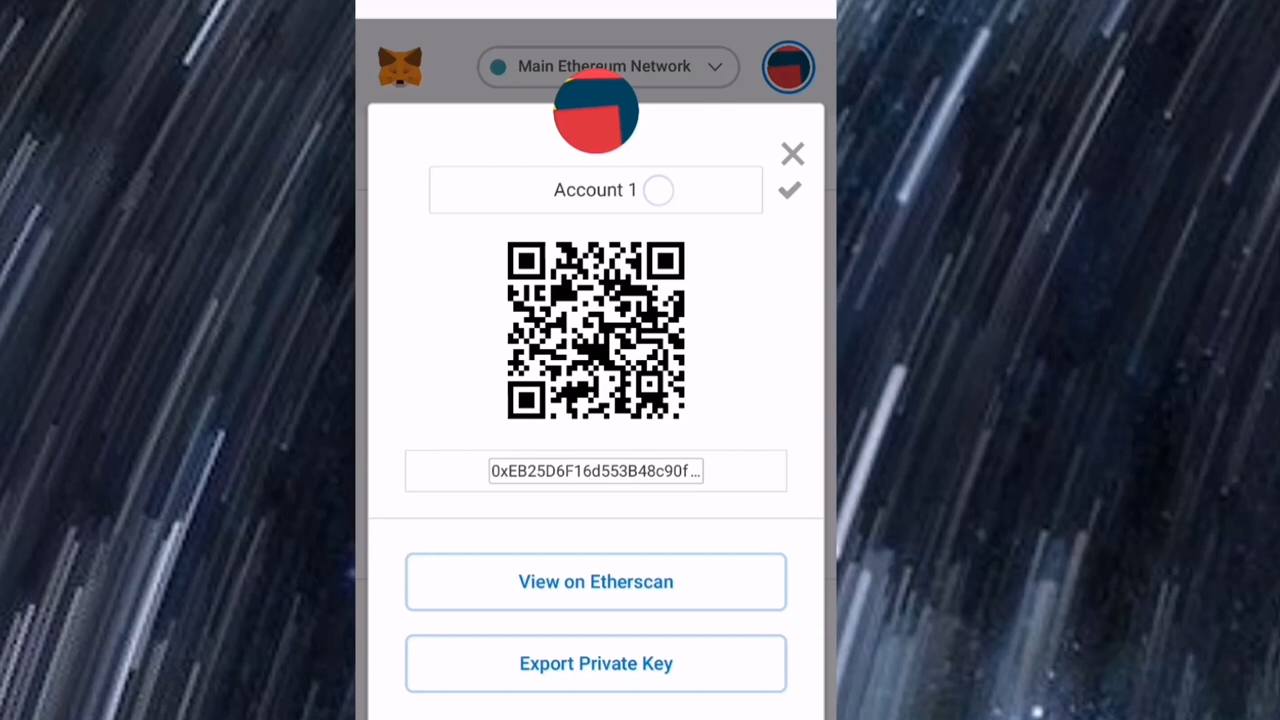 Main Ethereum Network
Account 1
0xEB25D6F16d553B48c90f...
View on Etherscan
Export Private Key